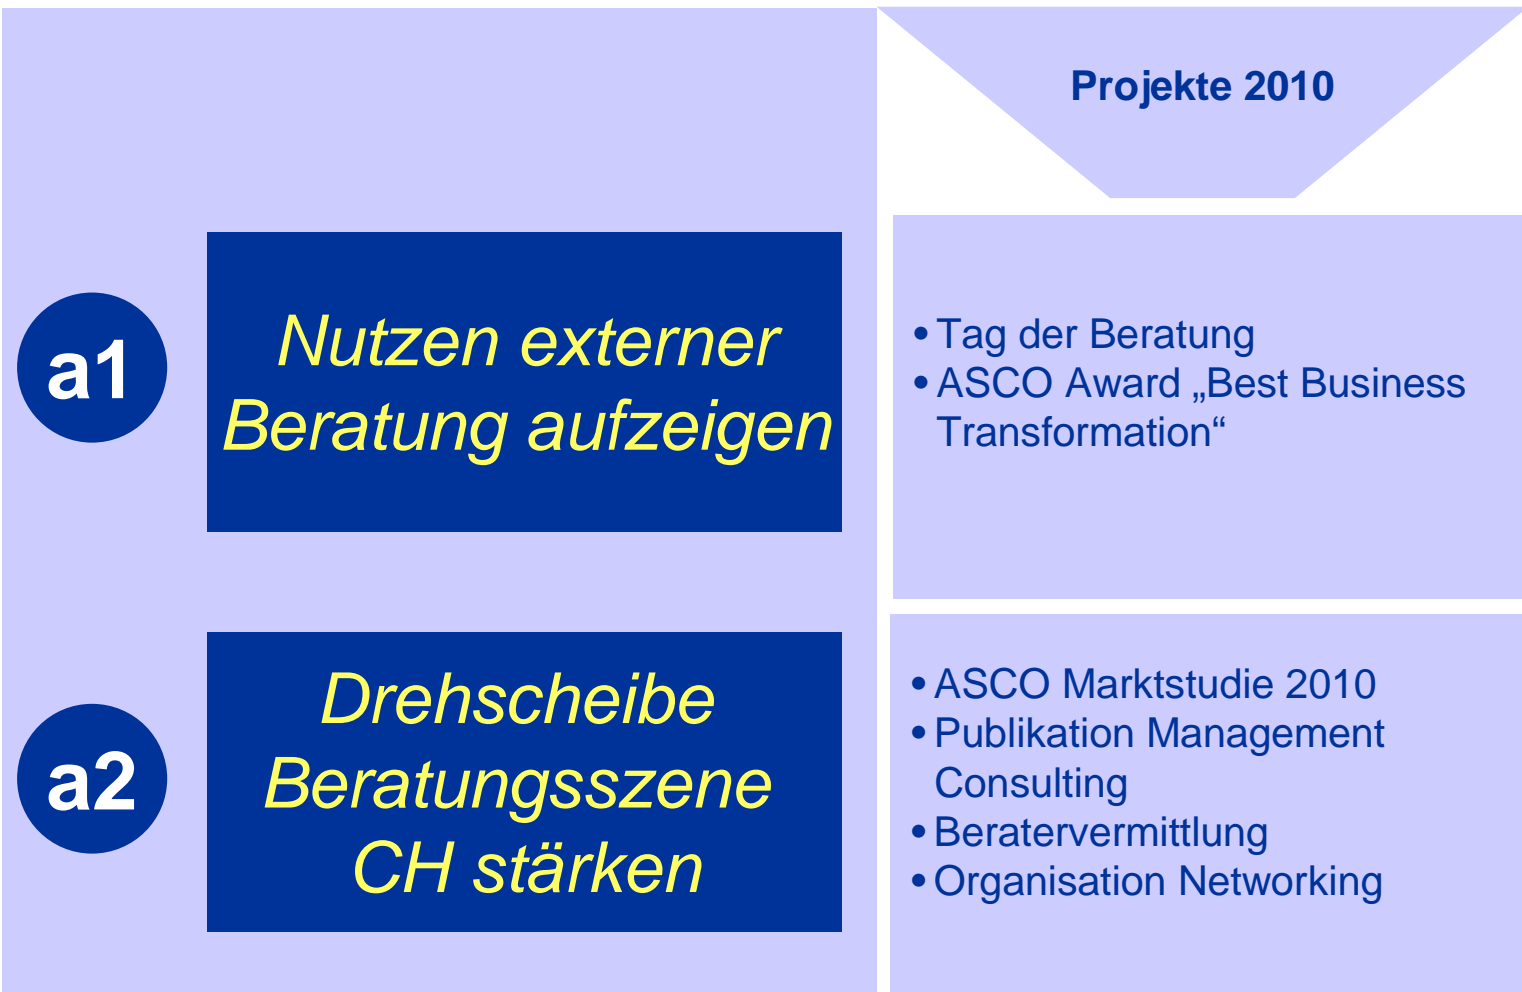 Projekte 2010
a1
Nutzen externer
Beratung aufzeigen
• Tag der Beratung
• ASCO Award „Best Business
Transformation“
a2
Drehscheibe
Beratungsszene
CH stärken
• ASCO Marktstudie 2010
• Publikation Management
Consulting
• Beratervermittlung
• Organisation Networking